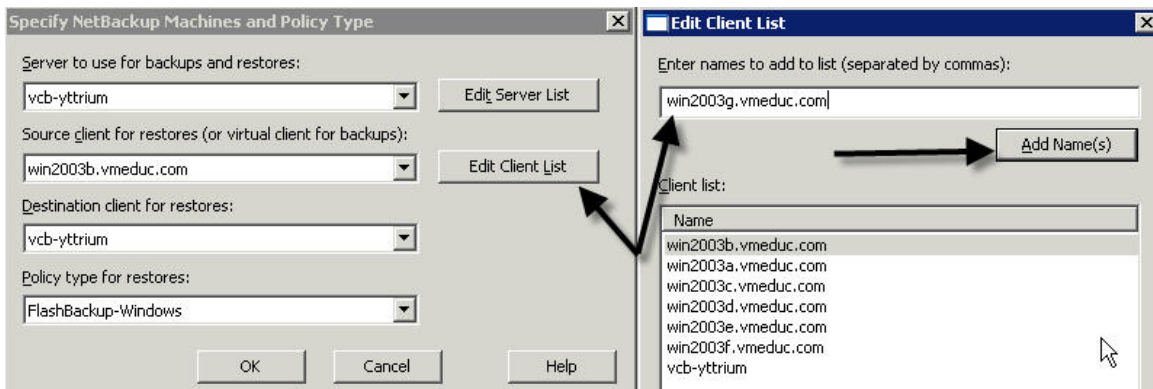 Specify NetBackup Machines and Policy Type
Server to use for backups and restores:
vcb-yttrium
Edit Server List
Source client for restores (or virtual client for backups):
win2003b.vmeduc.com
Edit Client List
Destination client for restores:
vcb-yttrium
Policy type for restores:
FlashBackup-Windows
OK
Cancel
Help
Edit Client List
Enter names to add to list (separated by commas):
win2003g.vmeduc.com
Add Name(s)
Client list:
Name
win2003b.vmeduc.com
win2003a.vmeduc.com
win2003c.vmeduc.com
win2003d.vmeduc.com
win2003e.vmeduc.com
win2003f.vmeduc.com
vcb-yttrium